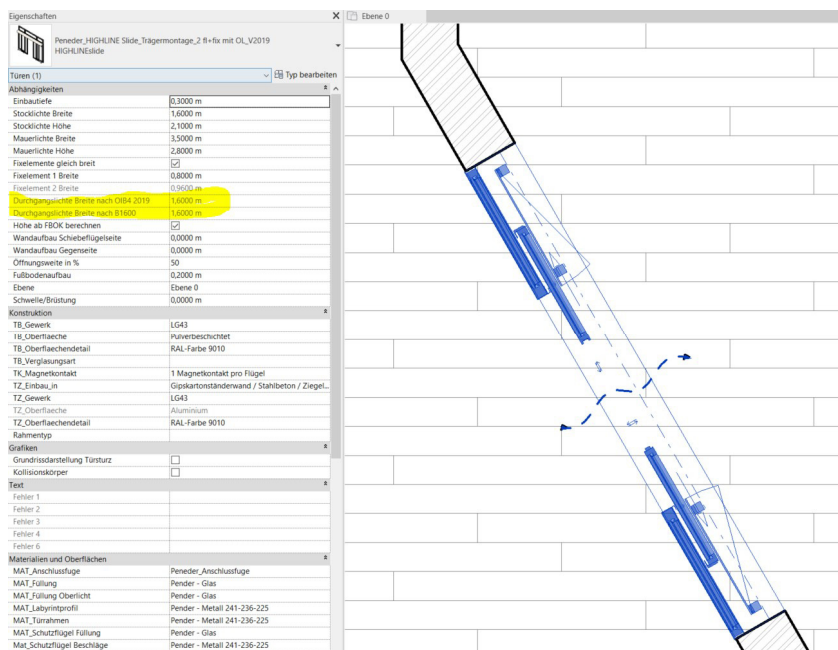 Eigenschaften
Peneder_HIGHLINE Slide_Trägermontage_2 fl+fix mit OL_V2019
HIGHLINEslide
Türen (1) Typ bearbeiten
Abhängigkeiten
Einbautiefe 0,3000 m
Stocklichte Breite 1,6000 m
Stocklichte Höhe 2,1000 m
Mauerlichte Breite 3,5000 m
Mauerlichte Höhe 2,8000 m
Fixelemente gleich breit
Fixelement 1 Breite 0,8000 m
Fixelement 2 Breite 0,9600 m
Durchgangslichte Breite nach OIB4 2019 1,6000 m
Durchgangslichte Breite nach B1600 1,6000 m
Höhe ab FBOK berechnen
Wandaufbau Schiebeflügelseite 0,0000 m
Wandaufbau Gegenseite 0,0000 m
Öffnungsweite in % 50
Fußbodenaufbau 0,2000 m
Ebene Ebene 0
Schwelle/Brüstung 0,0000 m
Konstruktion
TB_Gewerk LG43
TB_Oberflaeche Pulverbeschichtet
TB_Oberflaechendetail RAL-Farbe 9010
TB_Verglasungsart
TK_Magnetkontakt 1 Magnetkontakt pro Flügel
TZ_Einbau_in Gipskartonständerwand / Stahlbeton / Ziegel...
TZ_Gewerk LG43
TZ_Oberflaeche Aluminium
TZ_Oberflaechendetail RAL-Farbe 9010
Rahmentyp
Grafiken
Grundrissdarstellung Türsturz
Kollisionskörper
Text
Fehler 1
Fehler 2
Fehler 3
Fehler 4
Fehler 6
Materialien und Oberflächen
MAT_Anschlussfuge Peneder_Anschlussfuge
MAT_Füllung Pender - Glas
MAT_Füllung Oberlicht Pender - Glas
MAT_Labyrintprofil Pender - Metall 241-236-225
MAT_Türrahmen Pender - Metall 241-236-225
MAT_Schutzflügel Füllung Pender - Glas
Mat_Schutzflügel Beschläge Pender - Metall 241-236-225
Ebene 0